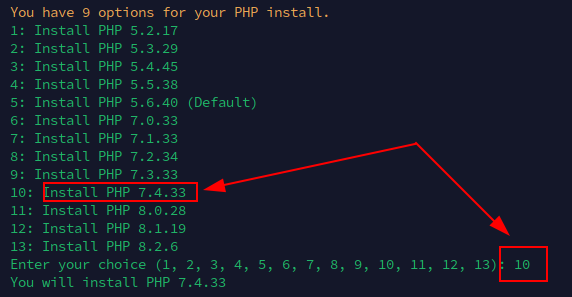 You have 9 options for your PHP install.
1: Install PHP 5.2.17
2: Install PHP 5.3.29
3: Install PHP 5.4.45
4: Install PHP 5.5.38
5: Install PHP 5.6.40 (Default)
6: Install PHP 7.0.33
7: Install PHP 7.1.33
8: Install PHP 7.2.34
9: Install PHP 7.3.33
10: Install PHP 7.4.33
11: Install PHP 8.0.28
12: Install PHP 8.1.19
13: Install PHP 8.2.6
Enter your choice (1, 2, 3, 4, 5, 6, 7, 8, 9, 10, 11, 12, 13): 10
You will install PHP 7.4.33